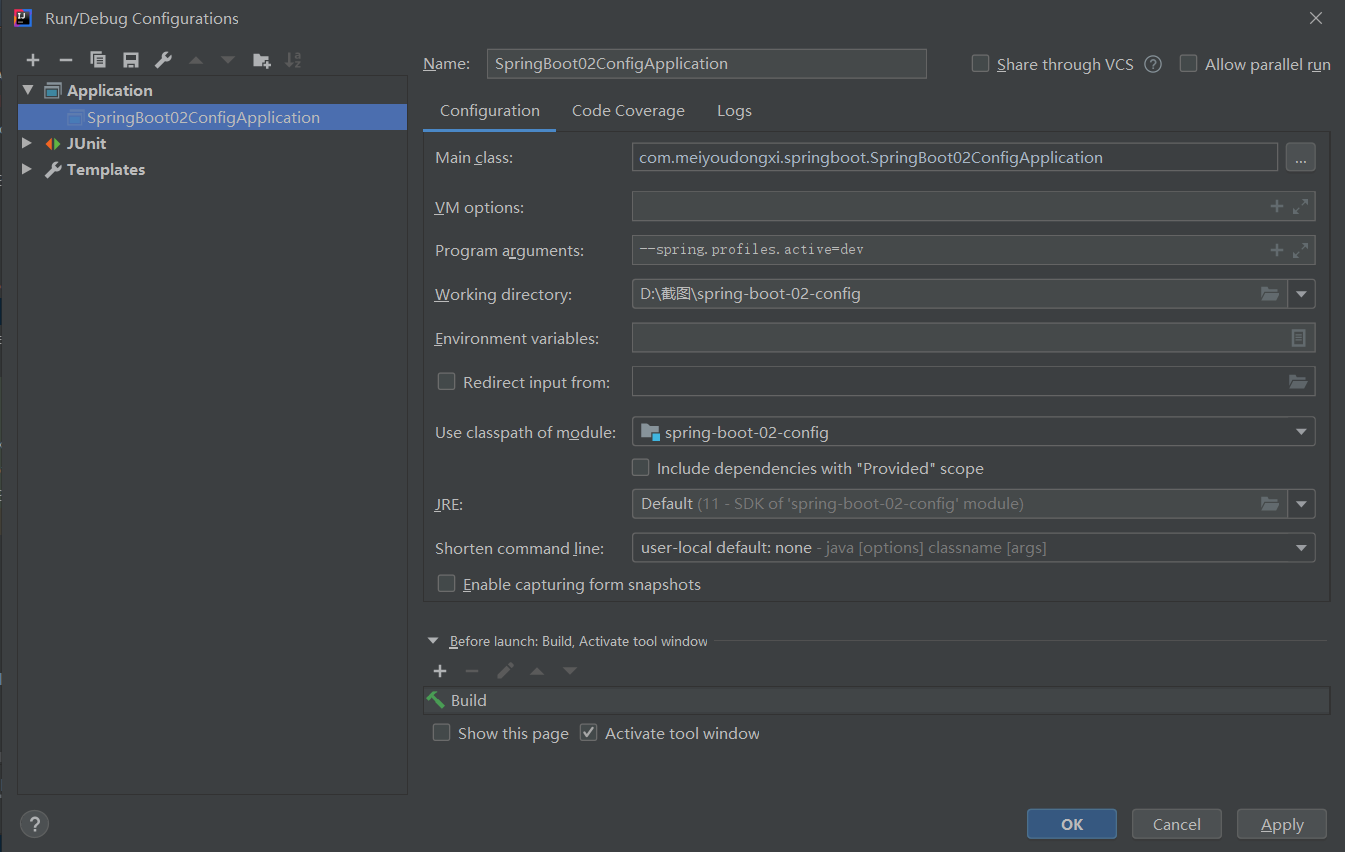 Run/Debug Configurations
Application
SpringBoot02ConfigApplication
JUnit
Templates
Name: SpringBoot02ConfigApplication Share through VCS ? Allow parallel run
Configuration Code Coverage Logs
Main class: com.meiyoudongxi.springboot.SpringBoot02ConfigApplication ...
VM options:
Program arguments: --spring.profiles.active=dev
Working directory: D:\截图\spring-boot-02-config
Environment variables:
Redirect input from:
Use classpath of module: spring-boot-02-config
Include dependencies with "Provided" scope
JRE: Default (11 - SDK of 'spring-boot-02-config' module)
Shorten command line: user-local default: none - java [options] classname [args]
Enable capturing form snapshots
Before launch: Build, Activate tool window
Build
Show this page Activate tool window
? OK Cancel Apply